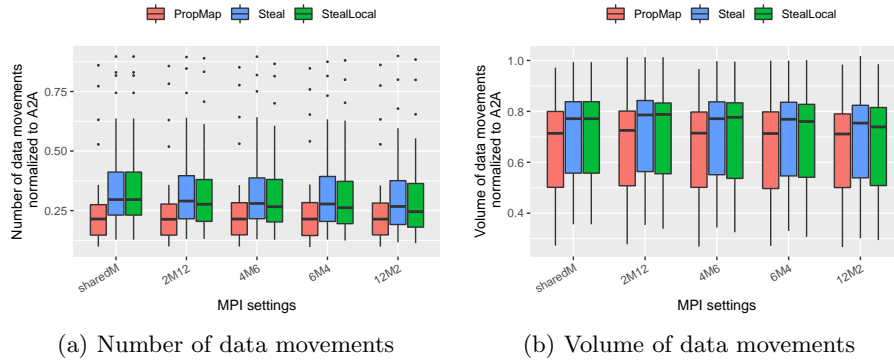 PropMap Steal StealLocal
Number of data movements
normalized to A2A
0.75
0.50
0.25
sharedM 2M12 4M6 6M4 12M2
MPI settings
(a) Number of data movements
PropMap Steal StealLocal
Volume of data movements
normalized to A2A
1.0
0.8
0.6
0.4
sharedM 2M12 4M6 6M4 12M2
MPI settings
(b) Volume of data movements